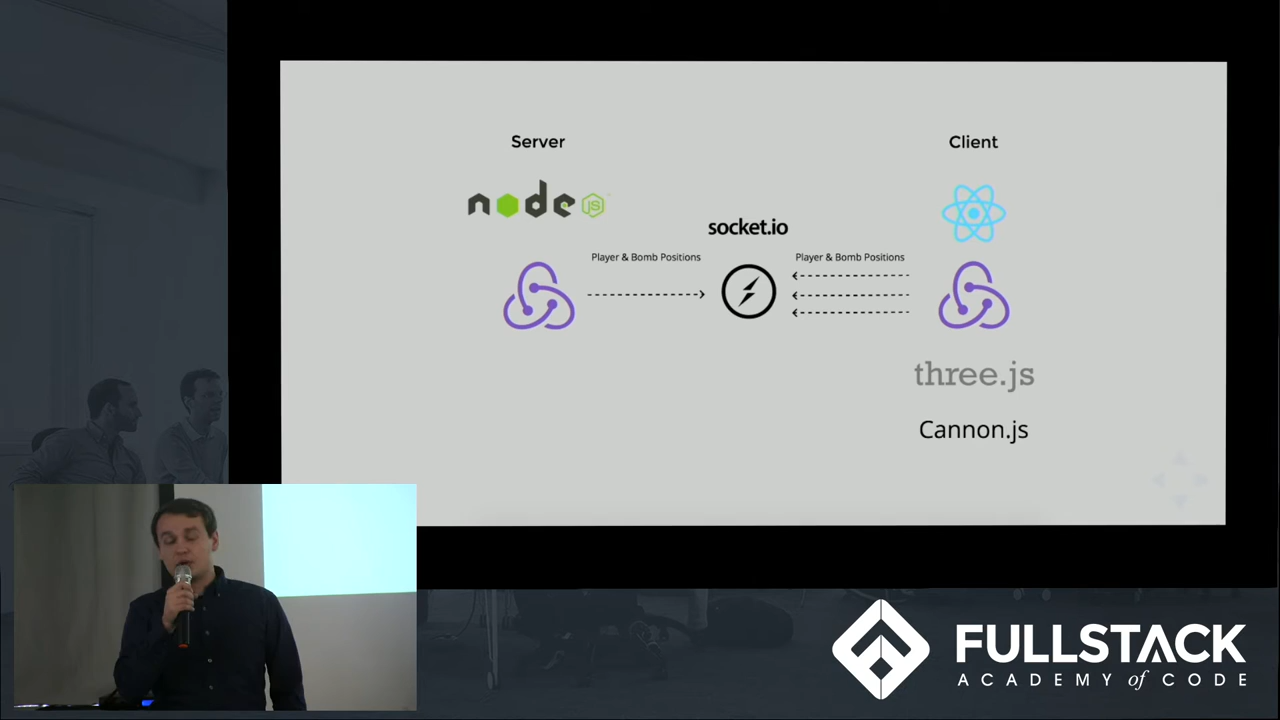 Server
Client
node
JS
socket.io
Player & Bomb Positions
Player & Bomb Positions
three.js
Cannon.js
FULLSTACK
ACADEMY of CODE